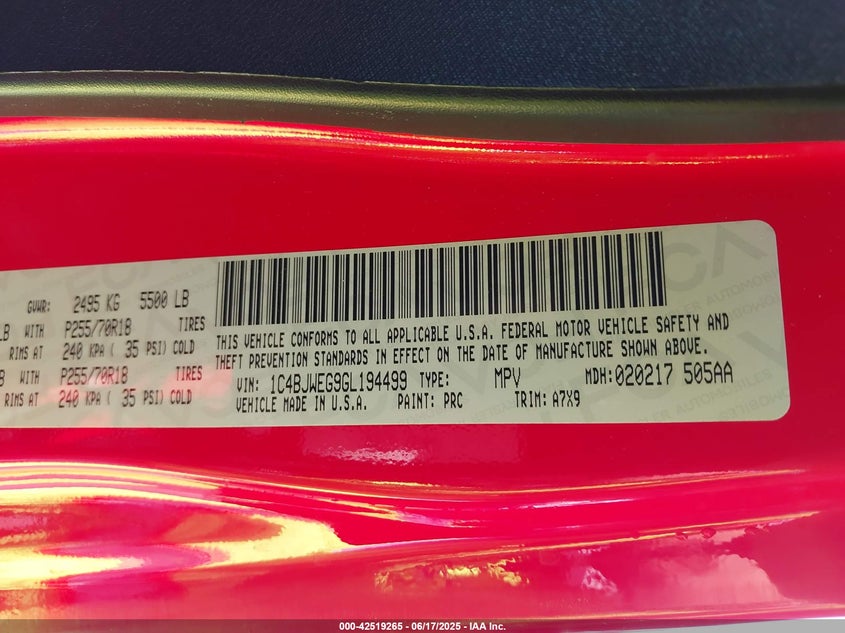 GVWR: 2495 KG 5500 LB
LB WITH P255/70R18 TIRES
RIMS AT 240 KPA ( 35 PSI) COLD
B WITH P255/70R18 TIRES
RIMS AT 240 KPA ( 35 PSI) COLD
THIS VEHICLE CONFORMS TO ALL APPLICABLE U.S.A. FEDERAL MOTOR VEHICLE SAFETY AND
THEFT PREVENTION STANDARDS IN EFFECT ON THE DATE OF MANUFACTURE SHOWN ABOVE.
VIN: 1C4BJWEG9GL194499 TYPE: MPV MDH:020217 505AA
VEHICLE MADE IN U.S.A. PAINT: PRC TRIM: A7X9
000-42519265 - 06/17/2025 - IAA Inc.